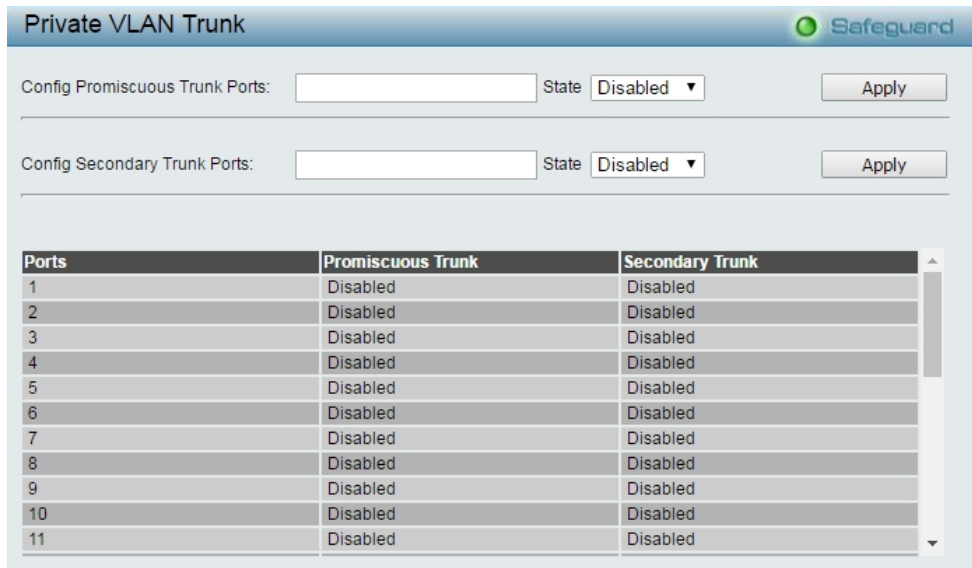 Private VLAN Trunk
Safeguard
Config Promiscuous Trunk Ports: State Disabled Apply
Config Secondary Trunk Ports: State Disabled Apply
Ports Promiscuous Trunk Secondary Trunk
1 Disabled Disabled
2 Disabled Disabled
3 Disabled Disabled
4 Disabled Disabled
5 Disabled Disabled
6 Disabled Disabled
7 Disabled Disabled
8 Disabled Disabled
9 Disabled Disabled
10 Disabled Disabled
11 Disabled Disabled